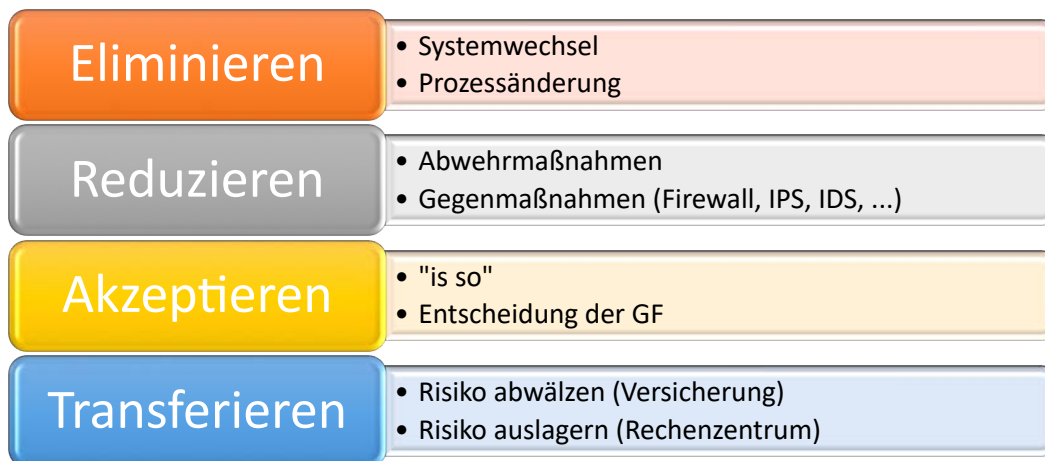 Eliminieren
• Systemwechsel
• Prozessänderung
Reduzieren
• Abwehrmaßnahmen
• Gegenmaßnahmen (Firewall, IPS, IDS, ...)
Akzeptieren
• "is so"
• Entscheidung der GF
Transferieren
• Risiko abwälzen (Versicherung)
• Risiko auslagern (Rechenzentrum)